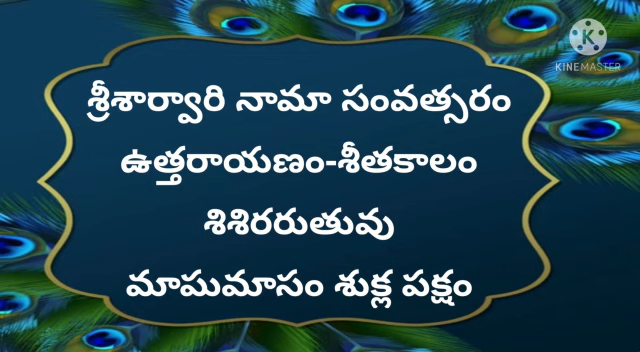 KINEMASTER
శ్రీశార్వారి నామా సంవత్సరం
ఉత్తరాయణం-శీతకాలం
శిశిరరుతువు
మాఘమాసం శుక్ల పక్షం